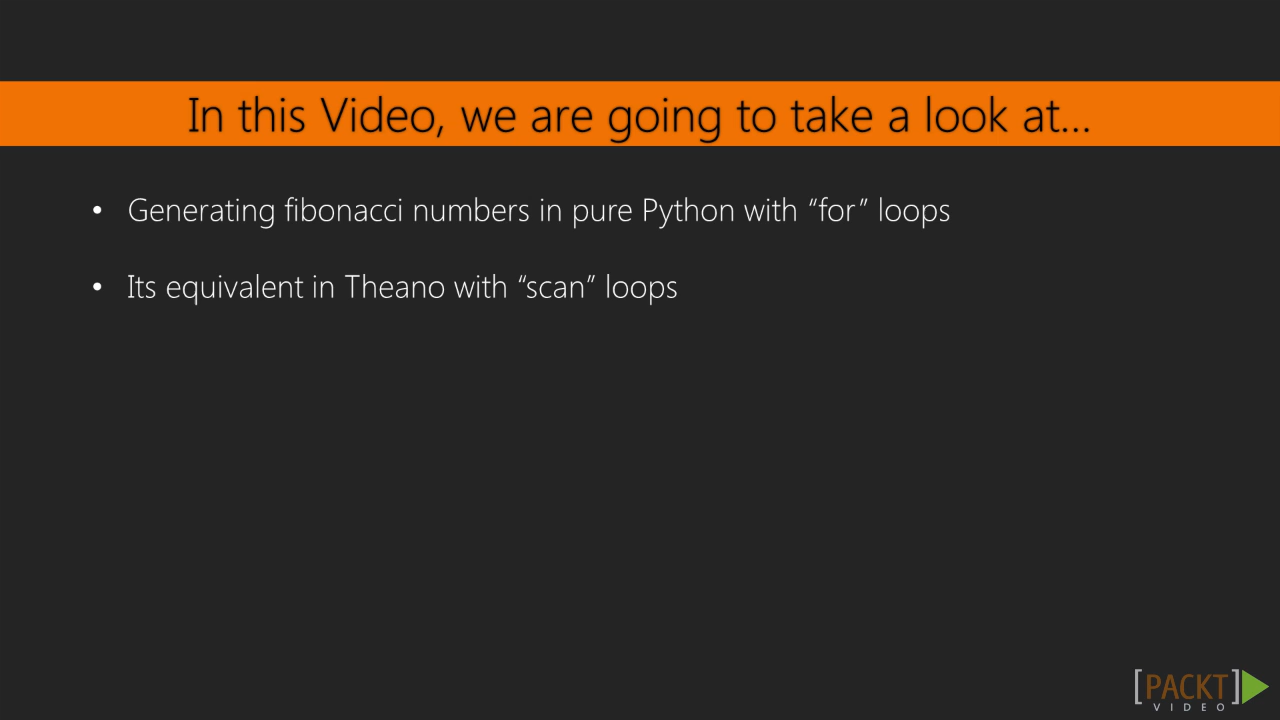 In this Video, we are going to take a look at...
• Generating fibonacci numbers in pure Python with “for” loops
• Its equivalent in Theano with “scan” loops
[PACKT]
VIDEO